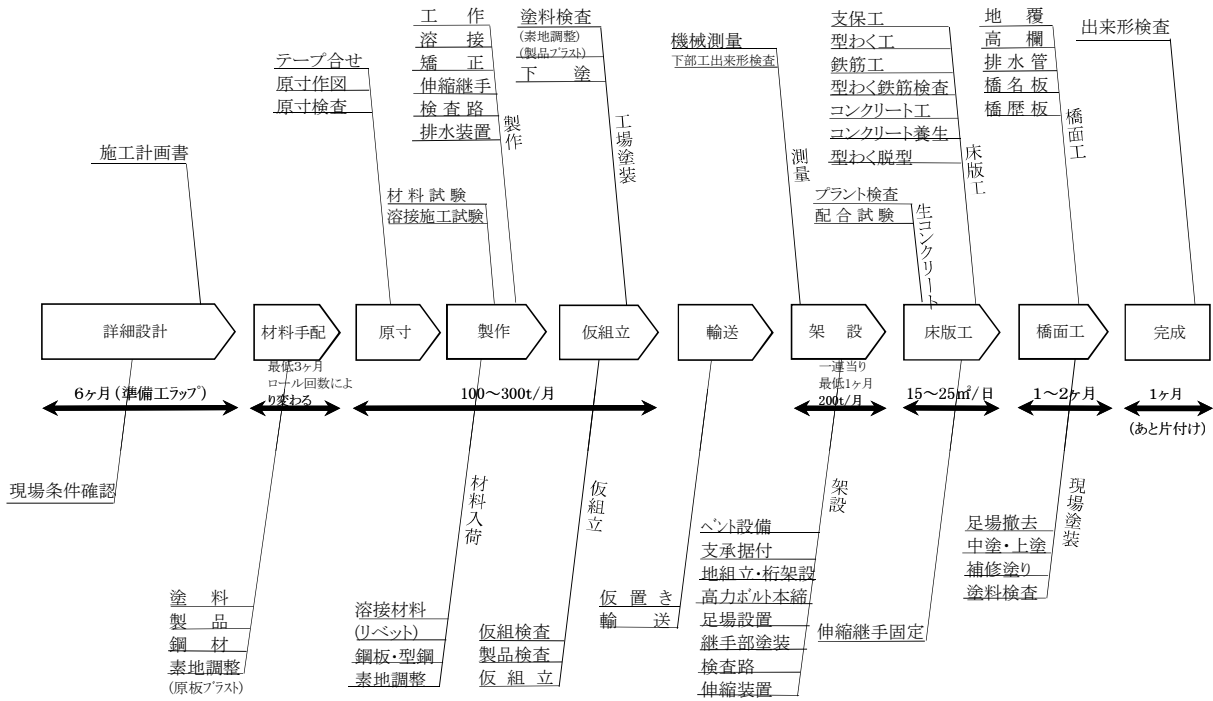 施工計画書
テープ合せ
原寸作図
原寸検査
工作
溶接
矯正
伸縮継手
検査路
排水装置
製作
材料試験
溶接施工試験
塗料検査
(素地調整)
(製品ブラスト)
下塗
工場塗装
機械測量
下部工出来形検査
測量
支保工
型わく工
鉄筋工
型わく鉄筋検査
コンクリート工
コンクリート養生
型わく脱型
床版工
プラント検査
配合試験
生コンクリート
地覆
高欄
排水管
橋名板
橋歴板
橋面工
出来形検査
詳細設計
材料手配
原寸
製作
仮組立
輸送
架設
床版工
橋面工
完成
6ヶ月(準備工ラップ)
最低3ヶ月
ロール回数によ
り変わる
100~300t/月
一連当り
最低1ヶ月
200t/月
15~25㎡/日
1~2ヶ月
1ヶ月
(あと片付け)
現場条件確認
塗料
製品
鋼材
素地調整
(原板ブラスト)
材料入荷
溶接材料
(リベット)
鋼板・型鋼
素地調整
仮組立
仮組検査
製品検査
仮組立
仮置き
輸送
架設
ベント設備
支承据付
地組立・桁架設
高力ボルト本締
足場設置
継手部塗装
検査路
伸縮装置
伸縮継手固定
現場塗装
足場撤去
中塗・上塗
補修塗り
塗料検査